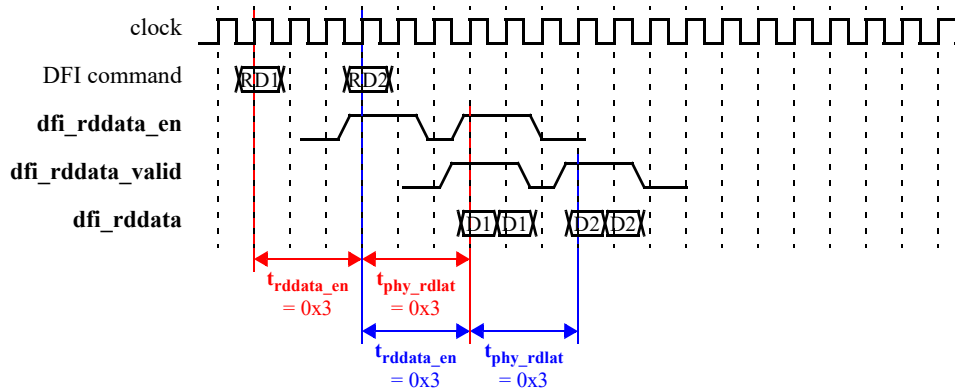 clock
DFI command
RD1 RD2
dfi_rddata_en
dfi_rddata_valid
dfi_rddata
D1 D1 D2 D2
trddata_en tphy_rdlat
= 0x3 = 0x3
trddata_en tphy_rdlat
= 0x3 = 0x3